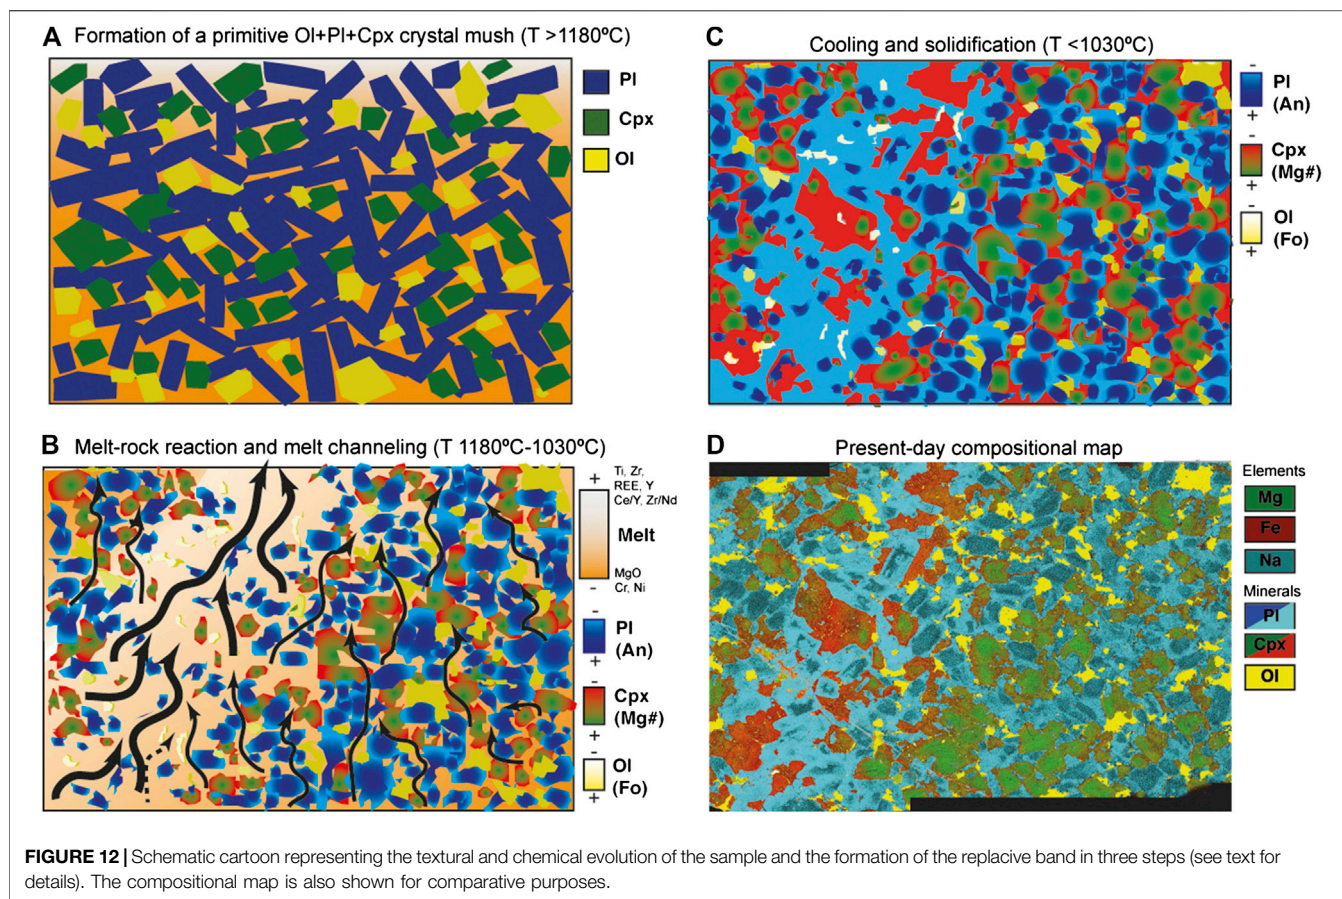 A Formation of a primitive Ol+Pl+Cpx crystal mush (T >1180ºC)
Pl
Cpx
Ol
B Melt-rock reaction and melt channeling (T 1180ºC-1030ºC)
+ Ti, Zr,
REE, Y
Ce/Y, Zr/Nd
Melt
MgO
- Cr, Ni
-
Pl
(An)
+
-
Cpx
(Mg#)
+
-
Ol
(Fo)
+
C Cooling and solidification (T <1030ºC)
-
Pl
(An)
+
-
Cpx
(Mg#)
+
-
Ol
(Fo)
+
D Present-day compositional map
Elements
Mg
Fe
Na
Minerals
Pl
Cpx
Ol
FIGURE 12 | Schematic cartoon representing the textural and chemical evolution of the sample and the formation of the replacive band in three steps (see text for
details). The compositional map is also shown for comparative purposes.